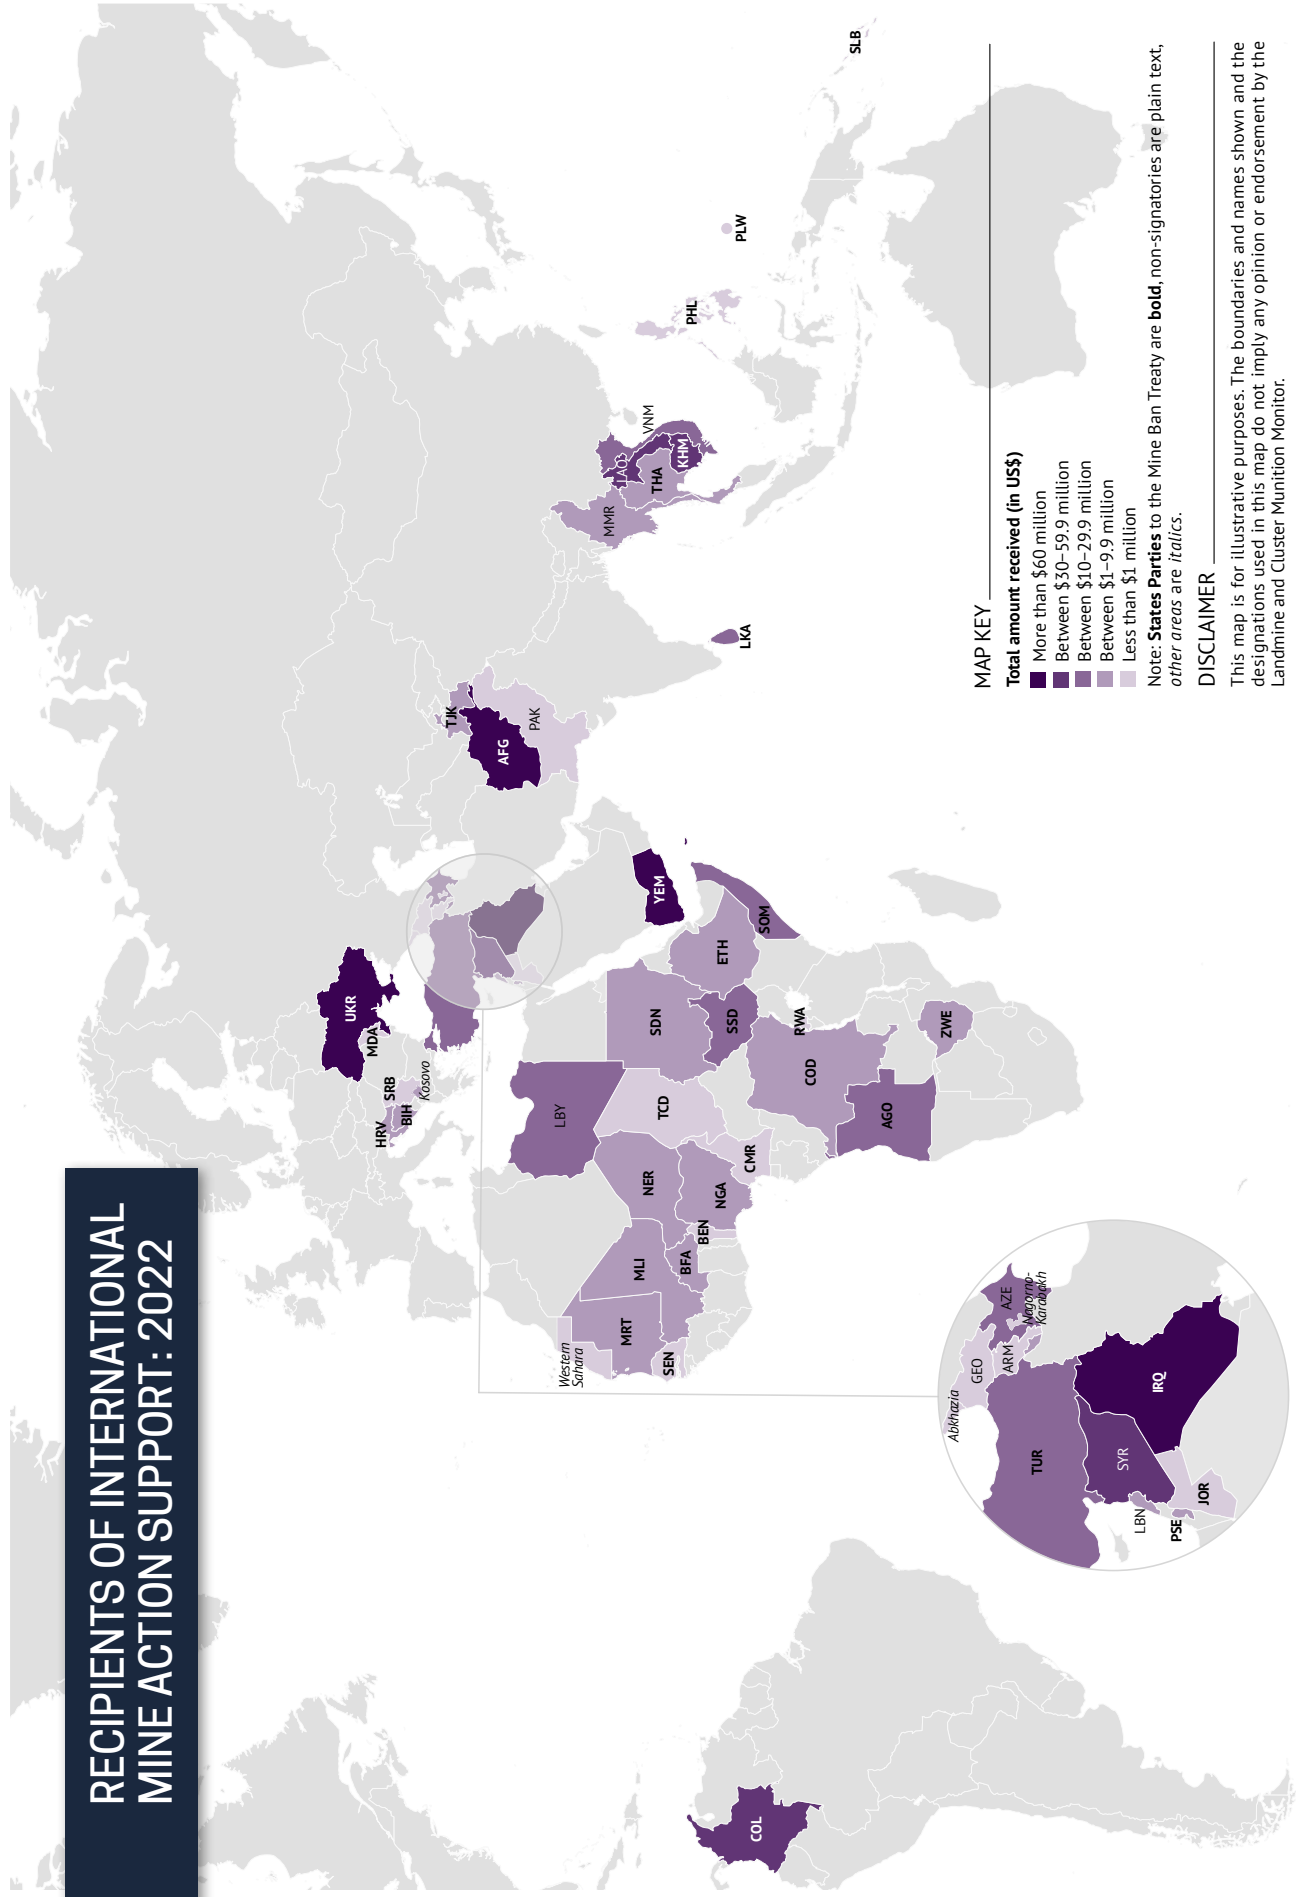 RECIPIENTS OF INTERNATIONAL
MINE ACTION SUPPORT: 2022
UKR
MDA
SRB
HRV
BIH
Kosovo
TJK
AFG
PAK
LAOS
VNM
MMR
THA
KHM
PHL
PLW
SLB
LKA
YEM
LBY
Western
Sahara
MRT
MLI
NER
TCD
SDN
ETH
SOM
SEN
BFA
BEN
NGA
CMR
SSD
RWA
COD
AGO
ZWE
COL
Abkhazia
GEO
AZE
ARM
Nagorno-
Karabakh
TUR
SYR
IRQ
LBN
PSE
JOR
MAP KEY
Total amount received (in US$)
More than $60 million
Between $30–59.9 million
Between $10–29.9 million
Between $1–9.9 million
Less than $1 million
Note: States Parties to the Mine Ban Treaty are bold, non-signatories are plain text,
other areas are italics.
DISCLAIMER
This map is for illustrative purposes. The boundaries and names shown and the
designations used in this map do not imply any opinion or endorsement by the
Landmine and Cluster Munition Monitor.